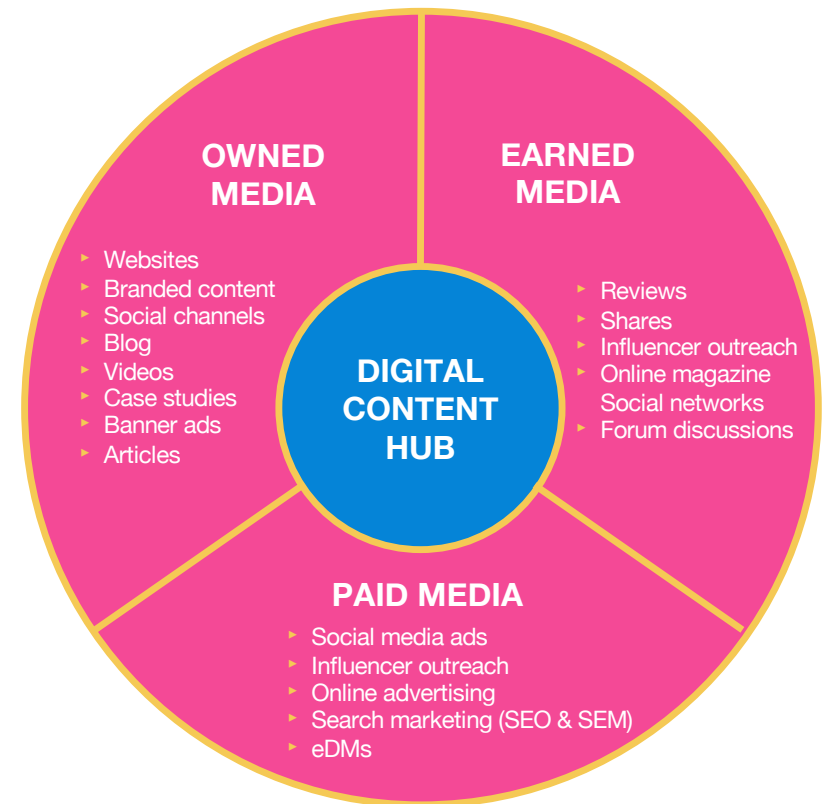 OWNED
MEDIA
Websites
Branded content
Social channels
Blog
Videos
Case studies
Banner ads
Articles
EARNED
MEDIA
Reviews
Shares
Influencer outreach
Online magazine
Social networks
Forum discussions
DIGITAL
CONTENT
HUB
PAID MEDIA
Social media ads
Influencer outreach
Online advertising
Search marketing (SEO & SEM)
eDMs